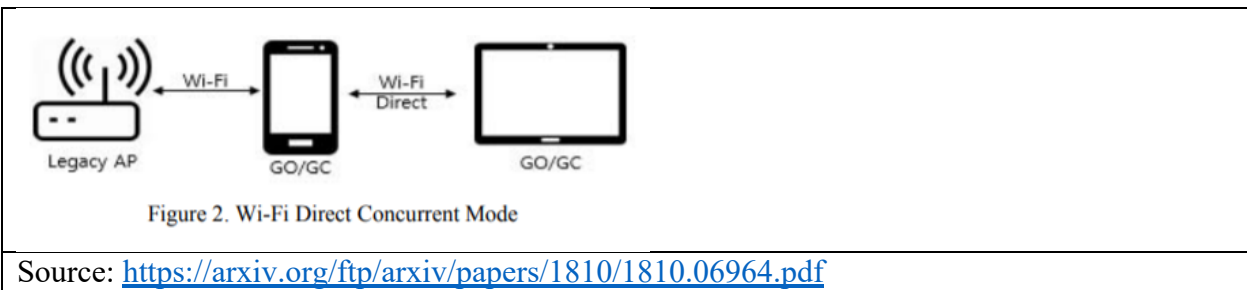 Wi-Fi
Wi-Fi
Direct
Legacy AP
GO/GC
GO/GC
Figure 2. Wi-Fi Direct Concurrent Mode
Source: https://arxiv.org/ftp/arxiv/papers/1810/1810.06964.pdf